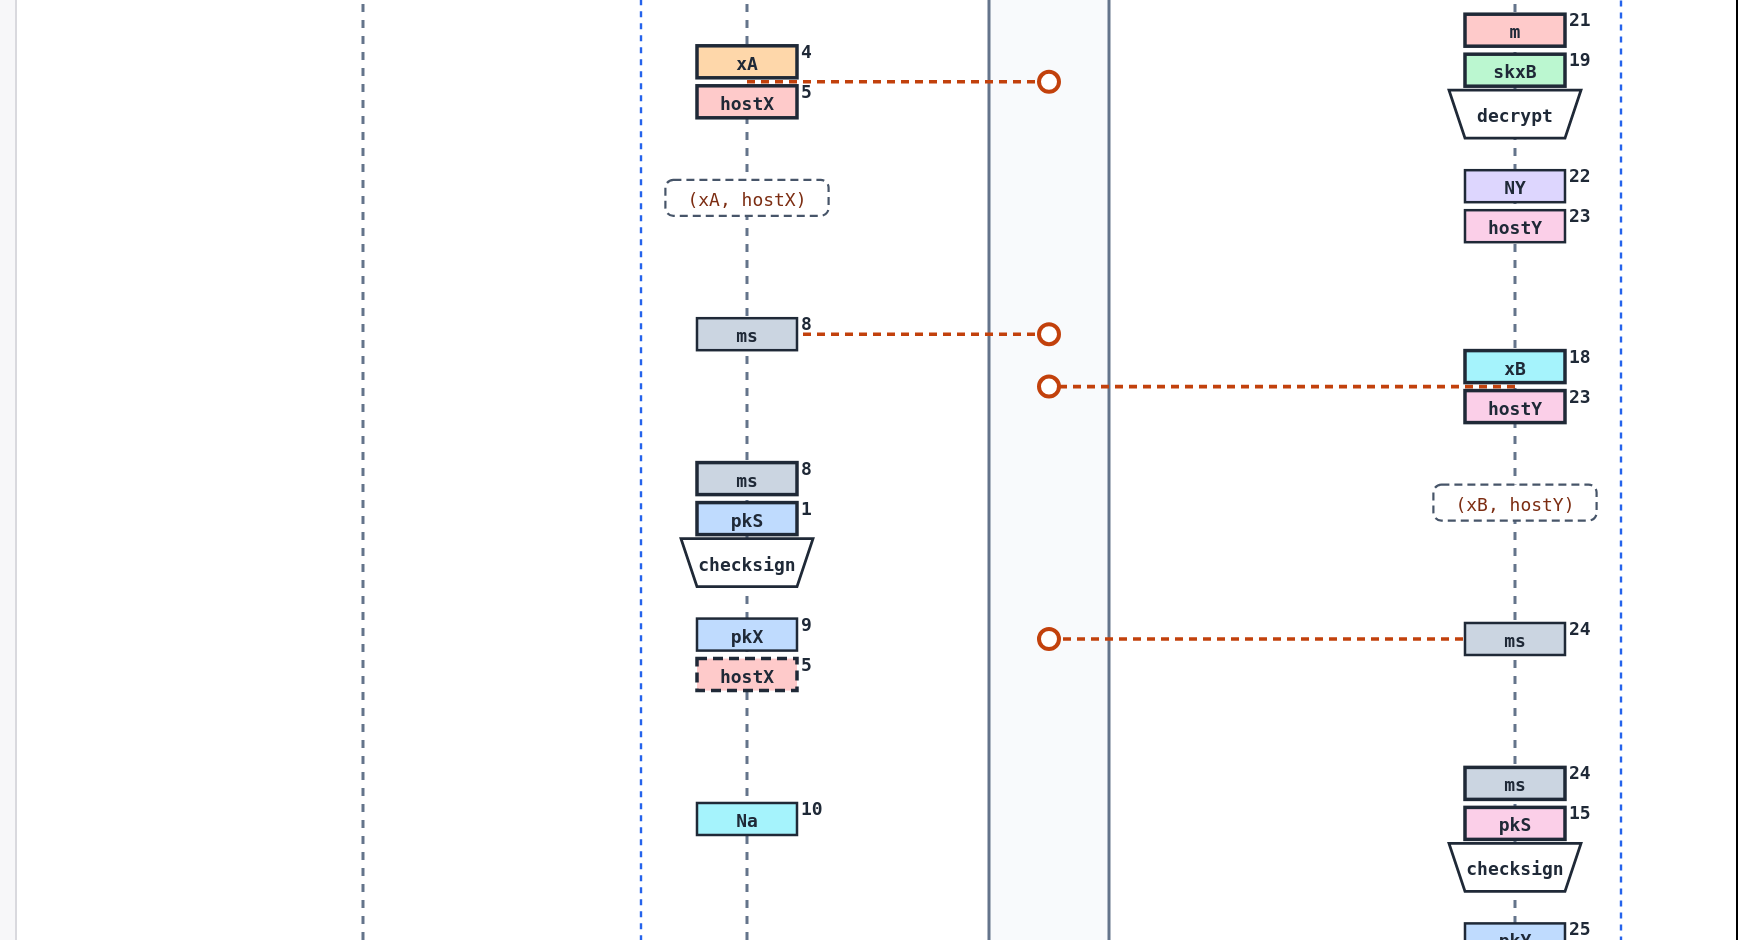 xA 4
hostX 5
(xA, hostX)
ms 8
ms 8
pkS 1
checksign
pkX 9
hostX 5
Na 10
m 21
skxB 19
decrypt
NY 22
hostY 23
xB 18
hostY 23
(xB, hostY)
ms 24
ms 24
pkS 15
checksign
25